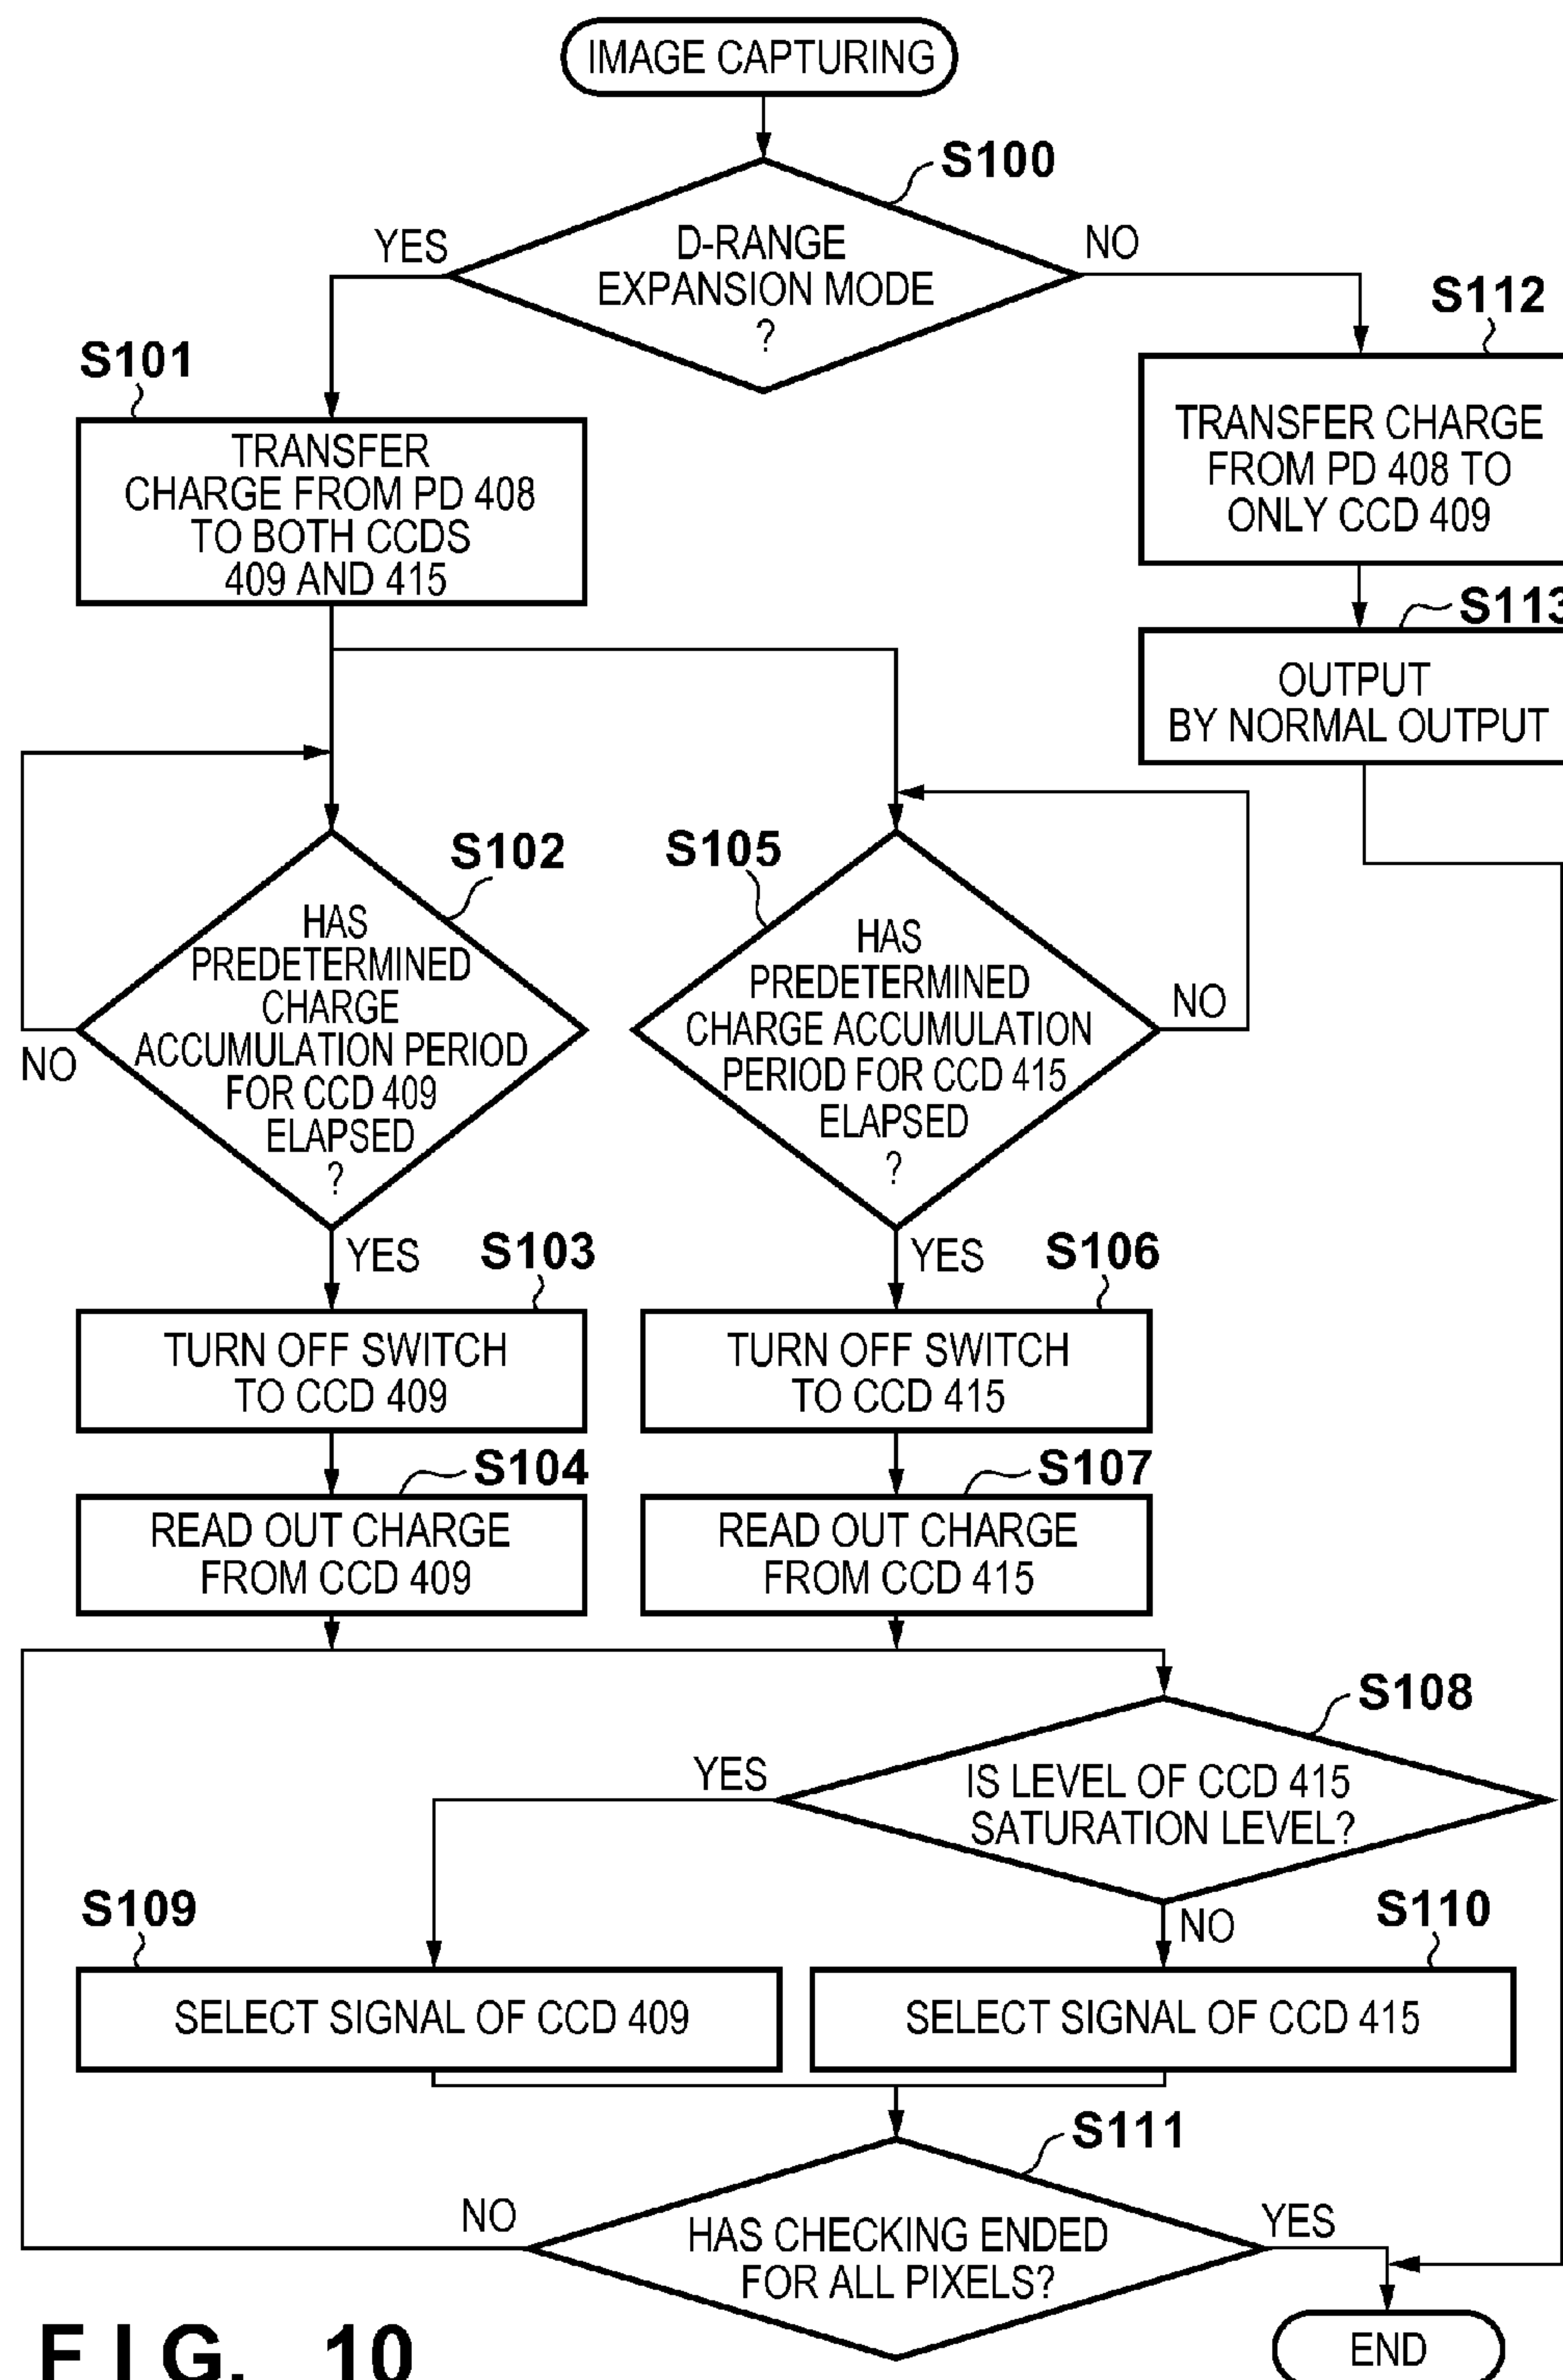 IMAGE CAPTURING
S100
D-RANGE
EXPANSION MODE
?
YES
NO
S101
TRANSFER
CHARGE FROM PD 408
TO BOTH CCDS
409 AND 415
S112
TRANSFER CHARGE
FROM PD 408 TO
ONLY CCD 409
S113
OUTPUT
BY NORMAL OUTPUT
S102
HAS
PREDETERMINED
CHARGE
ACCUMULATION PERIOD
FOR CCD 409
ELAPSED
?
NO
YES
S105
HAS
PREDETERMINED
CHARGE ACCUMULATION
PERIOD FOR CCD 415
ELAPSED
?
NO
YES
S103
TURN OFF SWITCH
TO CCD 409
S106
TURN OFF SWITCH
TO CCD 415
S104
READ OUT CHARGE
FROM CCD 409
S107
READ OUT CHARGE
FROM CCD 415
S108
IS LEVEL OF CCD 415
SATURATION LEVEL?
YES
NO
S109
SELECT SIGNAL OF CCD 409
S110
SELECT SIGNAL OF CCD 415
S111
HAS CHECKING ENDED
FOR ALL PIXELS?
NO
YES
END
FIG. 10